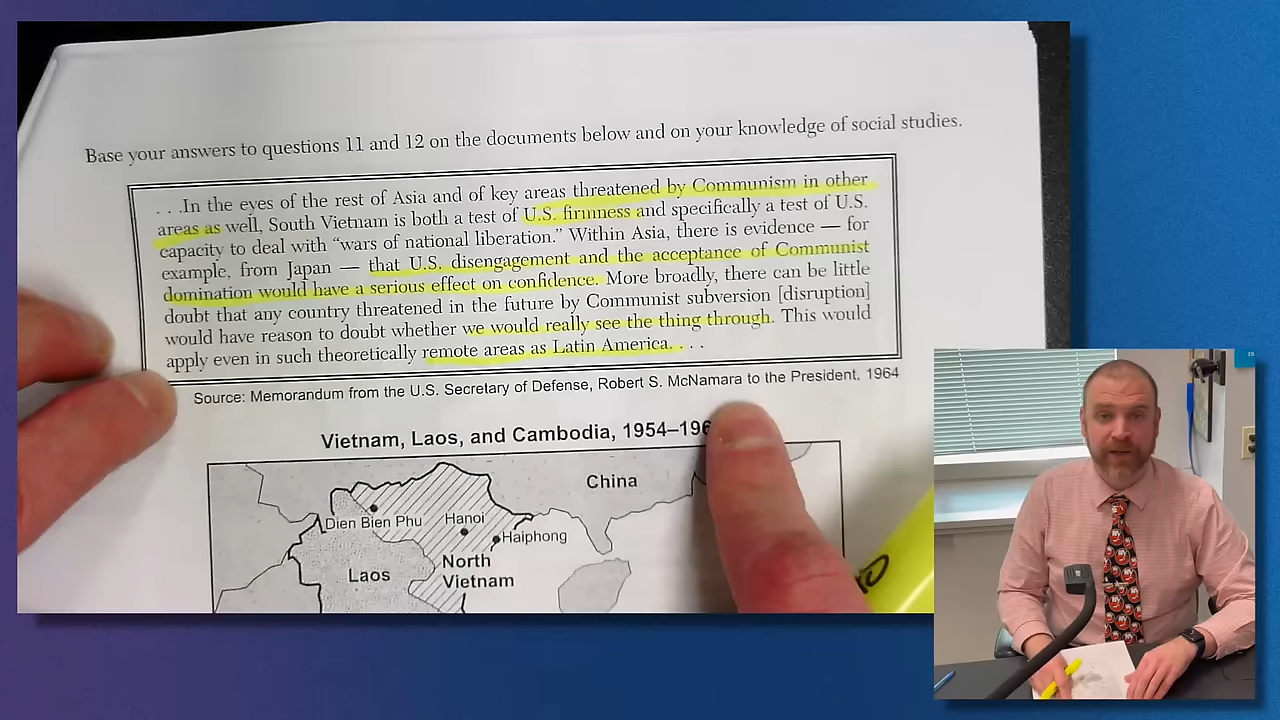 Base your answers to questions 11 and 12 on the documents below and on your knowledge of social studies.
. . .In the eyes of the rest of Asia and of key areas threatened by Communism in other
areas as well, South Vietnam is both a test of U.S. firmness and specifically a test of U.S.
capacity to deal with “wars of national liberation.” Within Asia, there is evidence — for
example, from Japan — that U.S. disengagement and the acceptance of Communist
domination would have a serious effect on confidence. More broadly, there can be little
doubt that any country threatened in the future by Communist subversion [disruption]
would have reason to doubt whether we would really see the thing through. This would
apply even in such theoretically remote areas as Latin America. . . .
Source: Memorandum from the U.S. Secretary of Defense, Robert S. McNamara to the President, 1964
Vietnam, Laos, and Cambodia, 1954–196
China
Dien Bien Phu
Hanoi
Haiphong
North
Vietnam
Laos